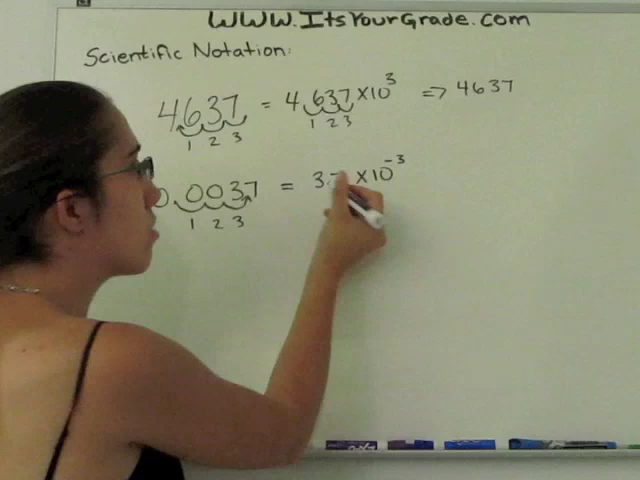 www.ItsYourGrade.com
Scientific Notation:
4637 = 4.637 x10³ => 4637
1 2 3 1 2 3
0.0037 = 3.7 x10⁻³
1 2 3